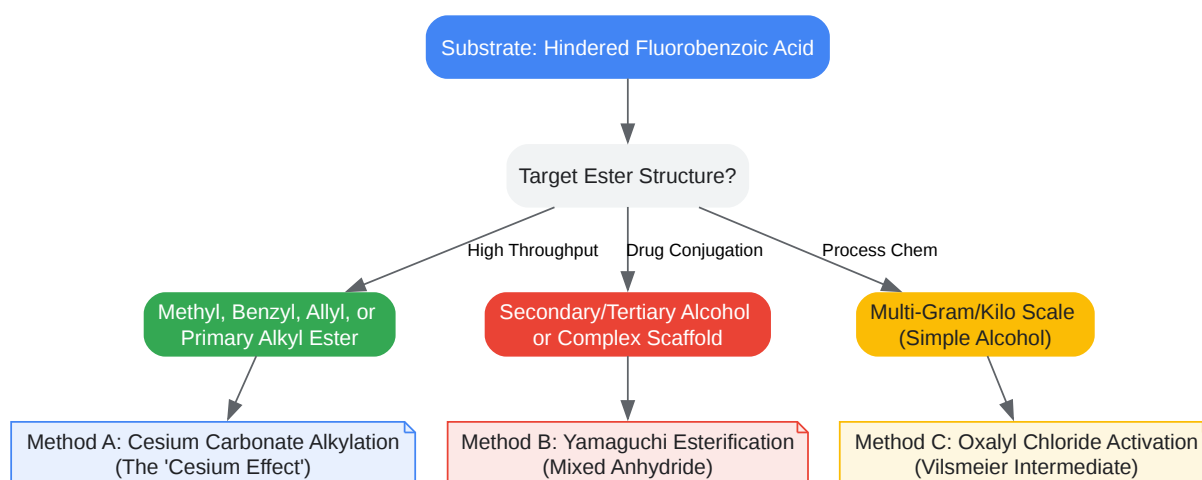 Substrate: Hindered Fluorobenzoic Acid
Target Ester Structure?
High Throughput
Drug Conjugation
Process Chem
Methyl, Benzyl, Allyl, or
Primary Alkyl Ester
Secondary/Tertiary Alcohol
or Complex Scaffold
Multi-Gram/Kilo Scale
(Simple Alcohol)
Method A: Cesium Carbonate Alkylation
(The 'Cesium Effect')
Method B: Yamaguchi Esterification
(Mixed Anhydride)
Method C: Oxalyl Chloride Activation
(Vilsmeier Intermediate)